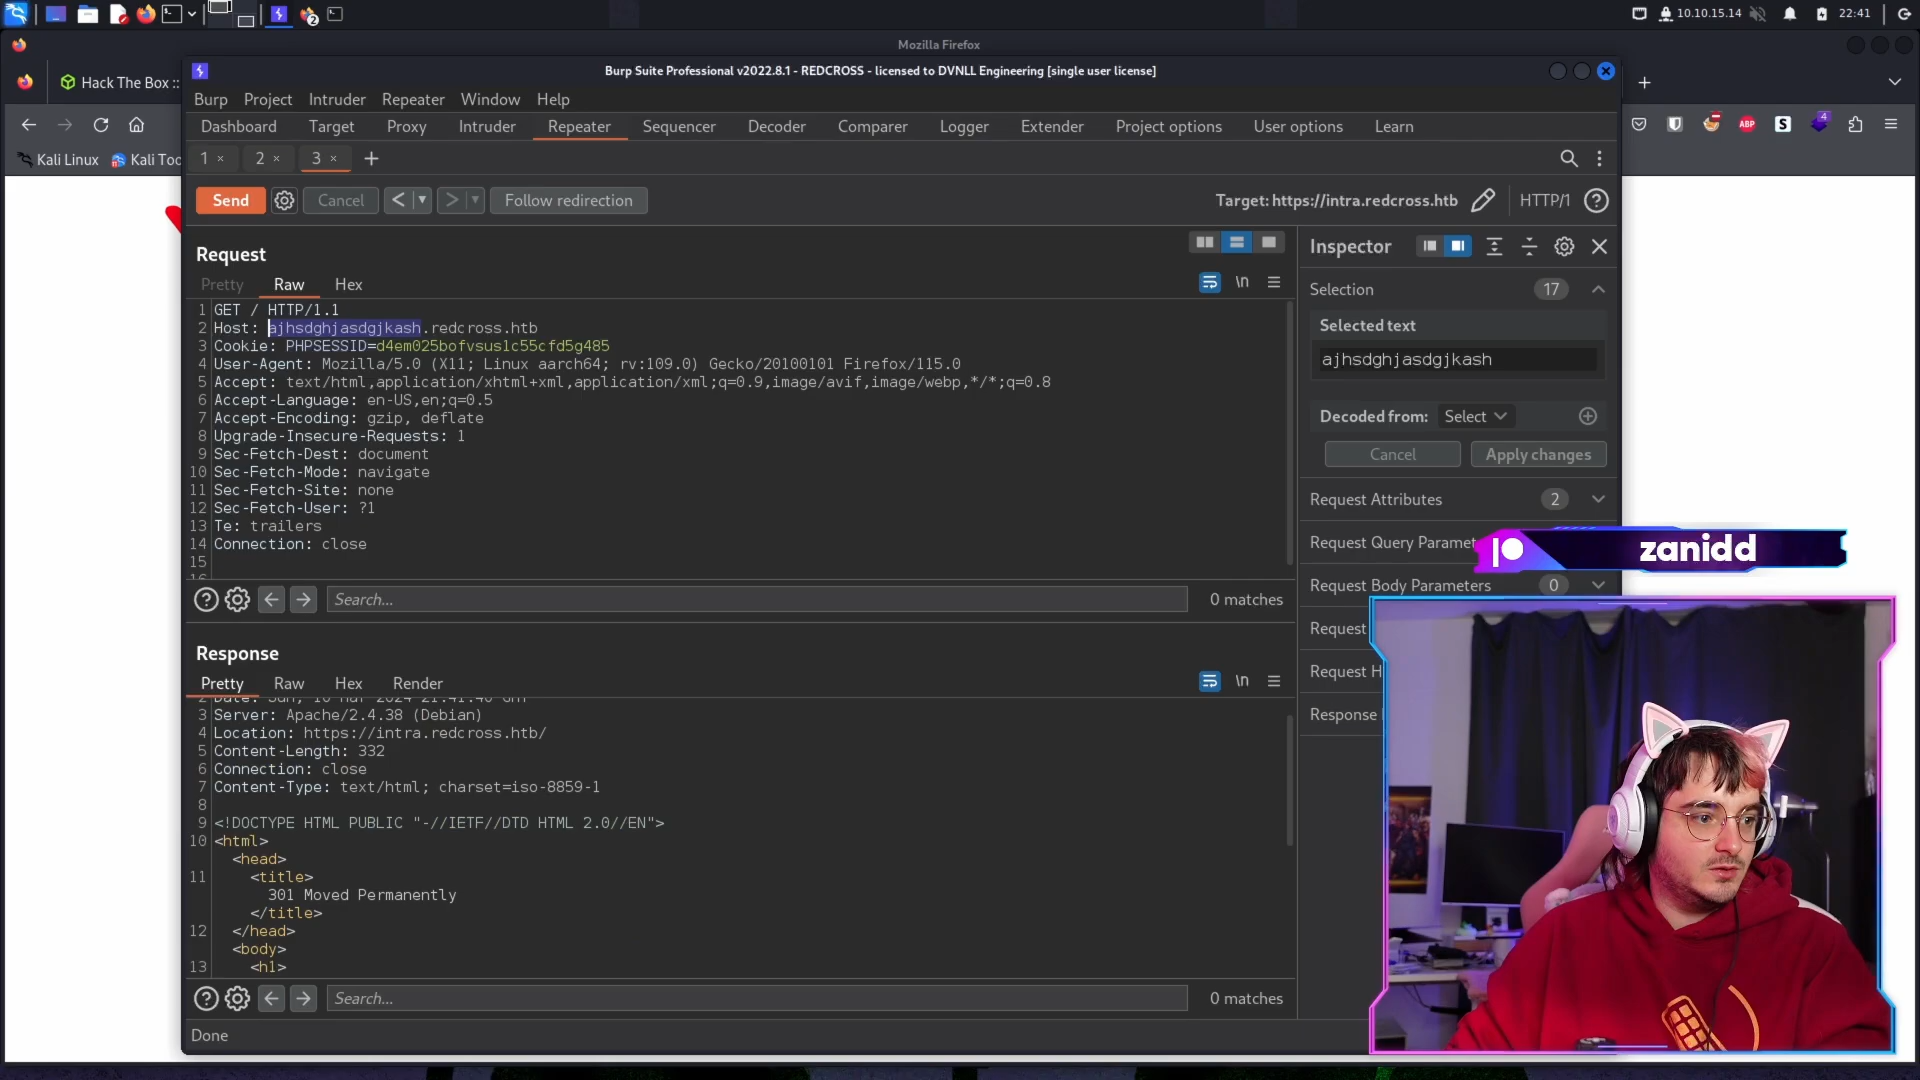 2
10.10.15.14
22:41
Mozilla Firefox
Hack The Box ::
Burp Suite Professional v2022.8.1 - REDCROSS - licensed to DVNLL Engineering [single user license]
Burp Project Intruder Repeater Window Help
Dashboard Target Proxy Intruder Repeater Sequencer Decoder Comparer Logger Extender Project options User options Learn
ABP S 4
Kali Linux Kali Too
1 × 2 × 3 × +
Send Cancel < > Follow redirection Target: https://intra.redcross.htb HTTP/1 ?
Request
Pretty Raw Hex \n
1 GET / HTTP/1.1
2 Host: ajhsdghjasdgjkash.redcross.htb
3 Cookie: PHPSESSID=d4em025bofvsus1c55cfd5g485
4 User-Agent: Mozilla/5.0 (X11; Linux aarch64; rv:109.0) Gecko/20100101 Firefox/115.0
5 Accept: text/html,application/xhtml+xml,application/xml;q=0.9,image/avif,image/webp,*/*;q=0.8
6 Accept-Language: en-US,en;q=0.5
7 Accept-Encoding: gzip, deflate
8 Upgrade-Insecure-Requests: 1
9 Sec-Fetch-Dest: document
10 Sec-Fetch-Mode: navigate
11 Sec-Fetch-Site: none
12 Sec-Fetch-User: ?1
13 Te: trailers
14 Connection: close
15
16
? Search... 0 matches
Response
Pretty Raw Hex Render \n
3 Server: Apache/2.4.38 (Debian)
4 Location: https://intra.redcross.htb/
5 Content-Length: 332
6 Connection: close
7 Content-Type: text/html; charset=iso-8859-1
8
9 <!DOCTYPE HTML PUBLIC "-//IETF//DTD HTML 2.0//EN">
10 <html>
<head>
11 <title>
301 Moved Permanently
</title>
12 </head>
<body>
13 <h1>
? Search... 0 matches
Done
Inspector
Selection 17
Selected text
ajhsdghjasdgjkash
Decoded from: Select
Cancel Apply changes
Request Attributes 2
Request Query Paramet
Request Body Parameters 0
Request
Request H
Response
zanidd